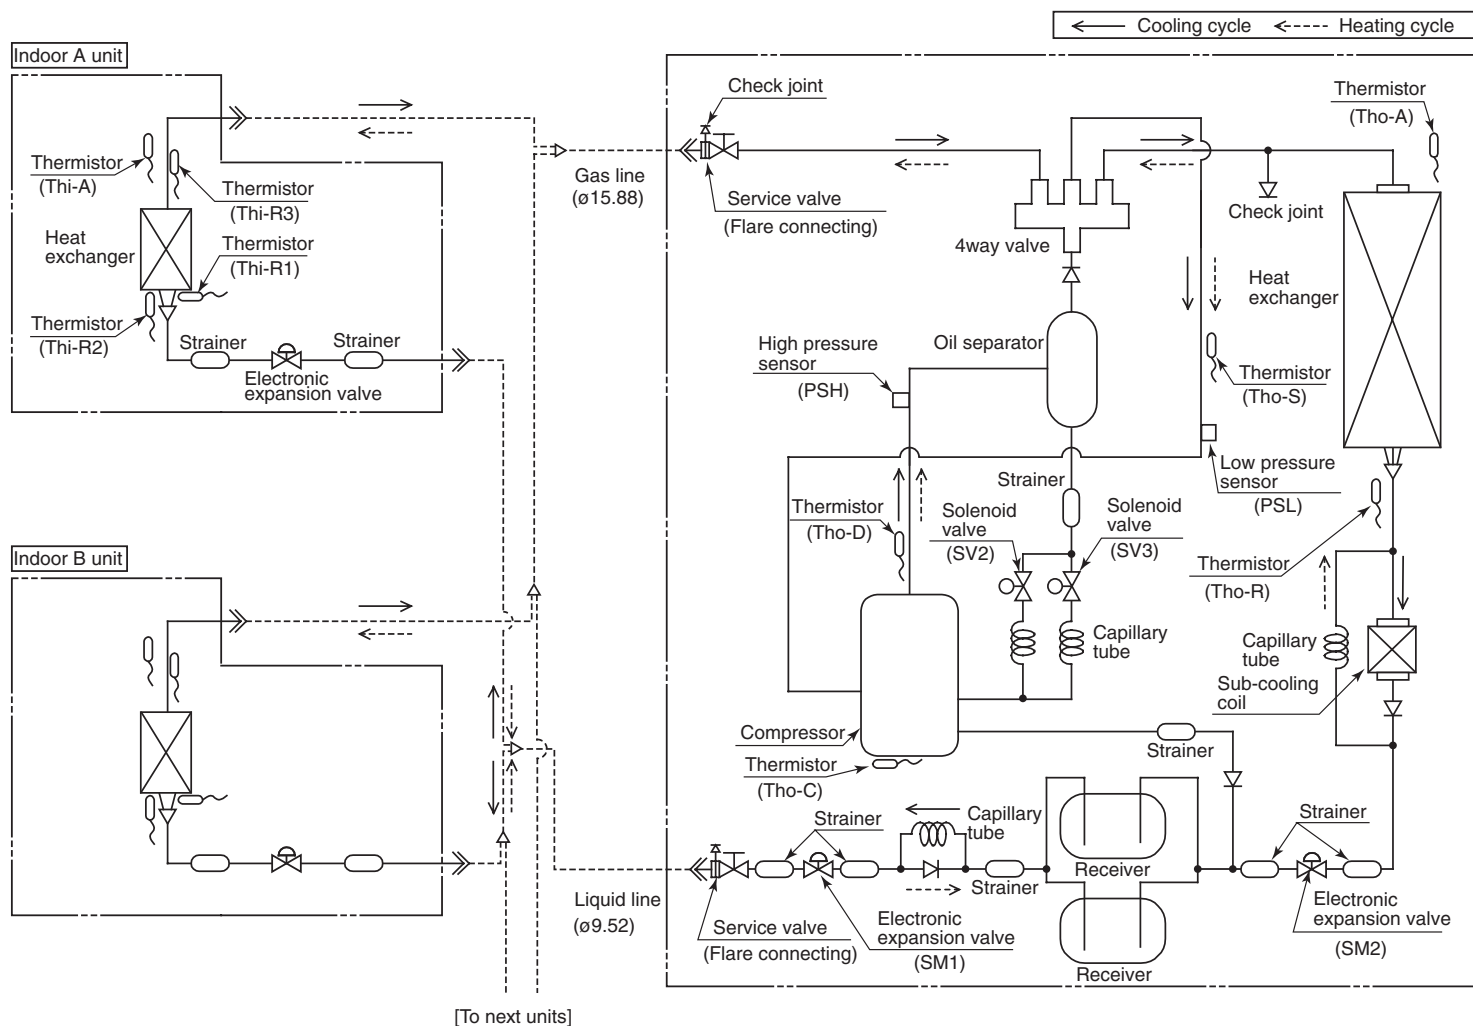 Cooling cycle
Heating cycle
Indoor A unit
Thermistor
(Thi-A)
Thermistor
(Thi-R3)
Heat
exchanger
Thermistor
(Thi-R1)
Thermistor
(Thi-R2)
Strainer
Strainer
Electronic
expansion valve
Gas line
(ø15.88)
Check joint
Service valve
(Flare connecting)
4way valve
Check joint
Thermistor
(Tho-A)
Heat
exchanger
High pressure
sensor
(PSH)
Oil separator
Thermistor
(Tho-S)
Low pressure
sensor
(PSL)
Strainer
Thermistor
(Tho-D)
Solenoid
valve
(SV2)
Solenoid
valve
(SV3)
Thermistor
(Tho-R)
Indoor B unit
Capillary
tube
Capillary
tube
Sub-cooling
coil
Compressor
Thermistor
(Tho-C)
Strainer
Strainer
Capillary
tube
Strainer
Receiver
Strainer
Liquid line
(ø9.52)
Service valve
(Flare connecting)
Electronic
expansion valve
(SM1)
Receiver
Electronic
expansion valve
(SM2)
[To next units]